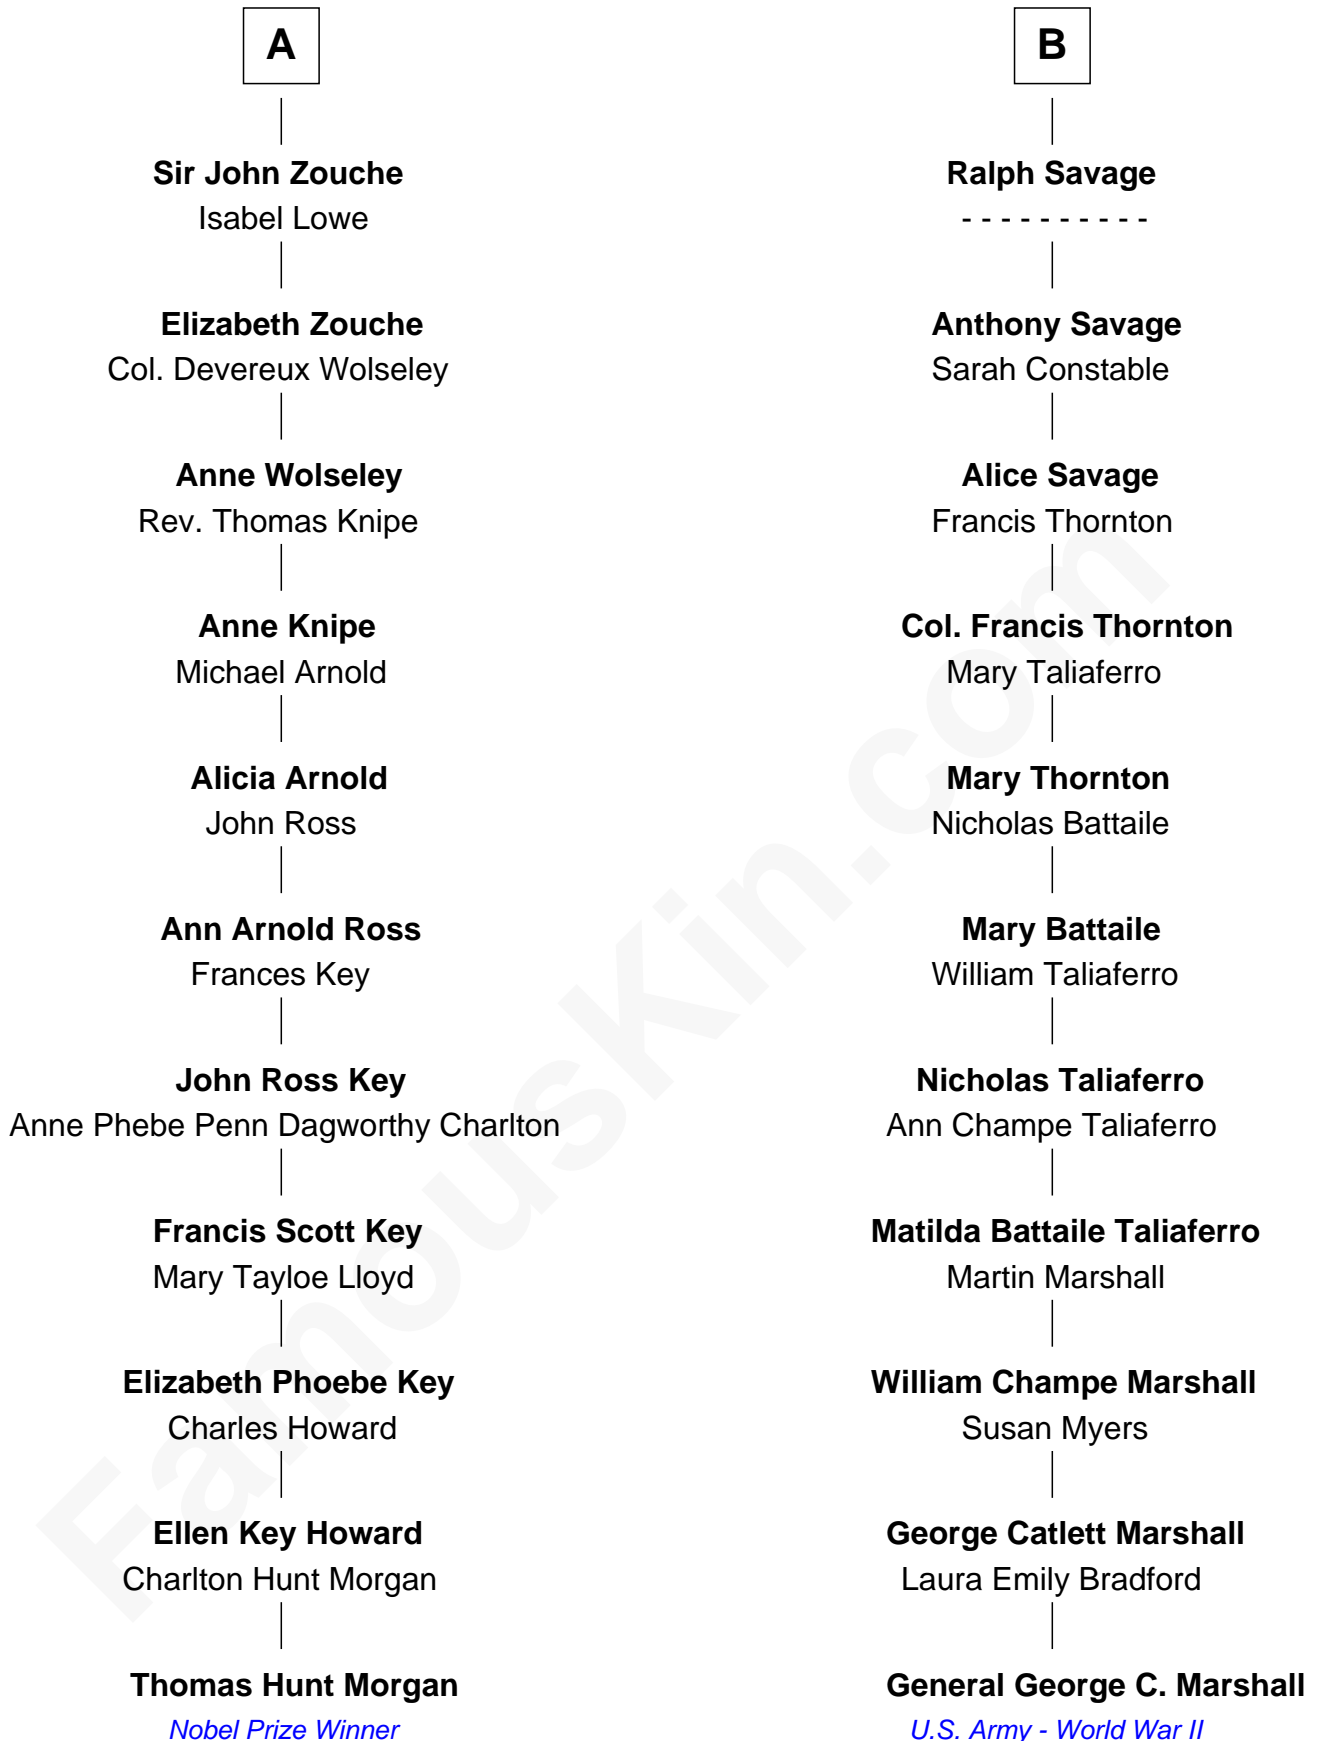 A
Sir John Zouche
Isabel Lowe
Elizabeth Zouche
Col. Devereux Wolseley
Anne Wolseley
Rev. Thomas Knipe
Anne Knipe
Michael Arnold
Alicia Arnold
John Ross
Ann Arnold Ross
Frances Key
John Ross Key
Anne Phebe Penn Dagworthy Charlton
Francis Scott Key
Mary Tayloe Lloyd
Elizabeth Phoebe Key
Charles Howard
Ellen Key Howard
Charlton Hunt Morgan
Thomas Hunt Morgan
Nobel Prize Winner
B
Ralph Savage
- - - - - - - - - -
Anthony Savage
Sarah Constable
Alice Savage
Francis Thornton
Col. Francis Thornton
Mary Taliaferro
Mary Thornton
Nicholas Battaile
Mary Battaile
William Taliaferro
Nicholas Taliaferro
Ann Champe Taliaferro
Matilda Battaile Taliaferro
Martin Marshall
William Champe Marshall
Susan Myers
George Catlett Marshall
Laura Emily Bradford
General George C. Marshall
U.S. Army - World War II
FamousKin.com